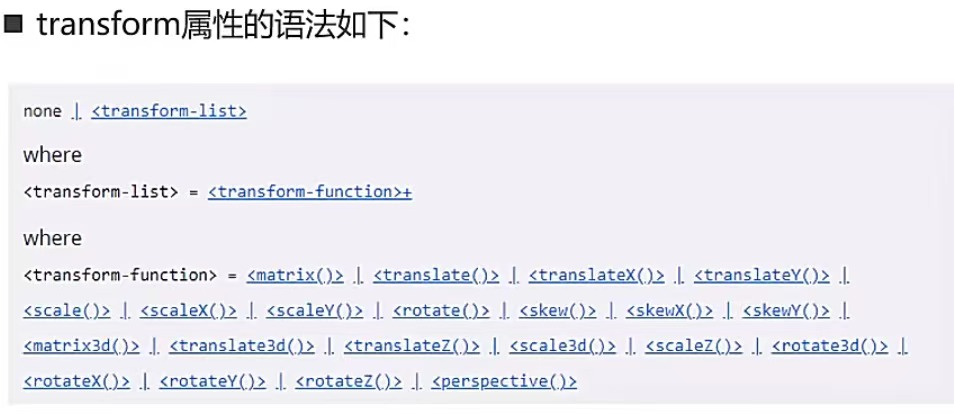 ■ transform属性的语法如下：
none | <transform-list>
where
<transform-list> = <transform-function>+
where
<transform-function> = <matrix()> | <translate()> | <translateX()> | <translateY()> |
<scale()> | <scaleX()> | <scaleY()> | <rotate()> | <skew()> | <skewX()> | <skewY()> |
<matrix3d()> | <translate3d()> | <translateZ()> | <scale3d()> | <scaleZ()> | <rotate3d()> |
<rotateX()> | <rotateY()> | <rotateZ()> | <perspective()>